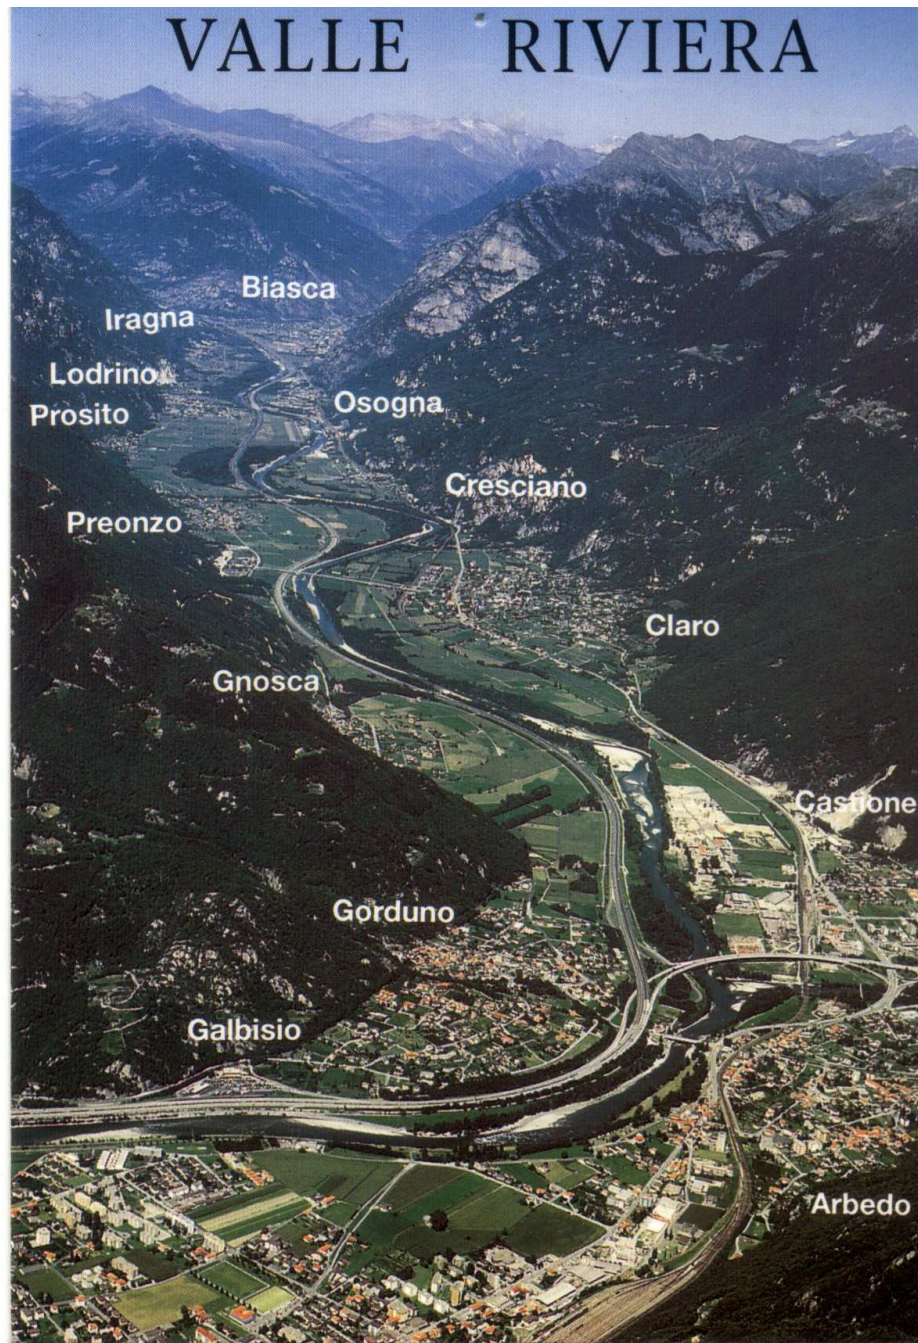 VALLE RIVIERA
Biasca
Iragna
Lodrino
Osogna
Prosito
Cresciano
Preonzo
Claro
Gnosca
Castione
Gorduno
Galbisio
Arbedo